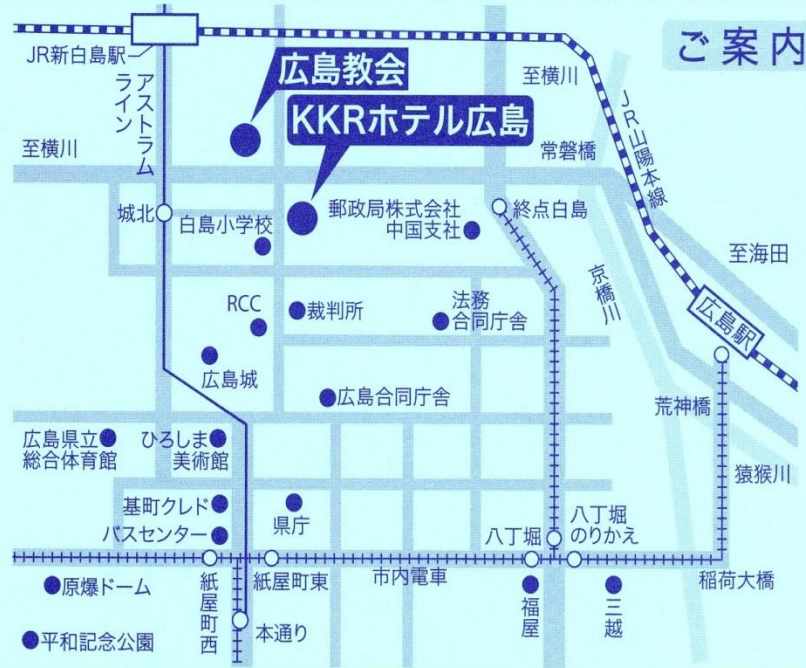 ご案内
JR新白島駅
広島教会
KKRホテル広島
アストラム
ライン
至横川
JR山陽本線
至横川
常磐橋
城北
白島小学校
郵政局株式会社
中国支社
終点白島
至海田
京橋川
RCC
裁判所
法務
合同庁舎
広島駅
広島城
広島合同庁舎
荒神橋
広島県立
総合体育館
ひろしま
美術館
猿猴川
基町クレド
バスセンター
県庁
八丁堀
八丁堀
のりかえ
原爆ドーム
紙屋町西
紙屋町東
市内電車
福屋
三越
稲荷大橋
平和記念公園
本通り